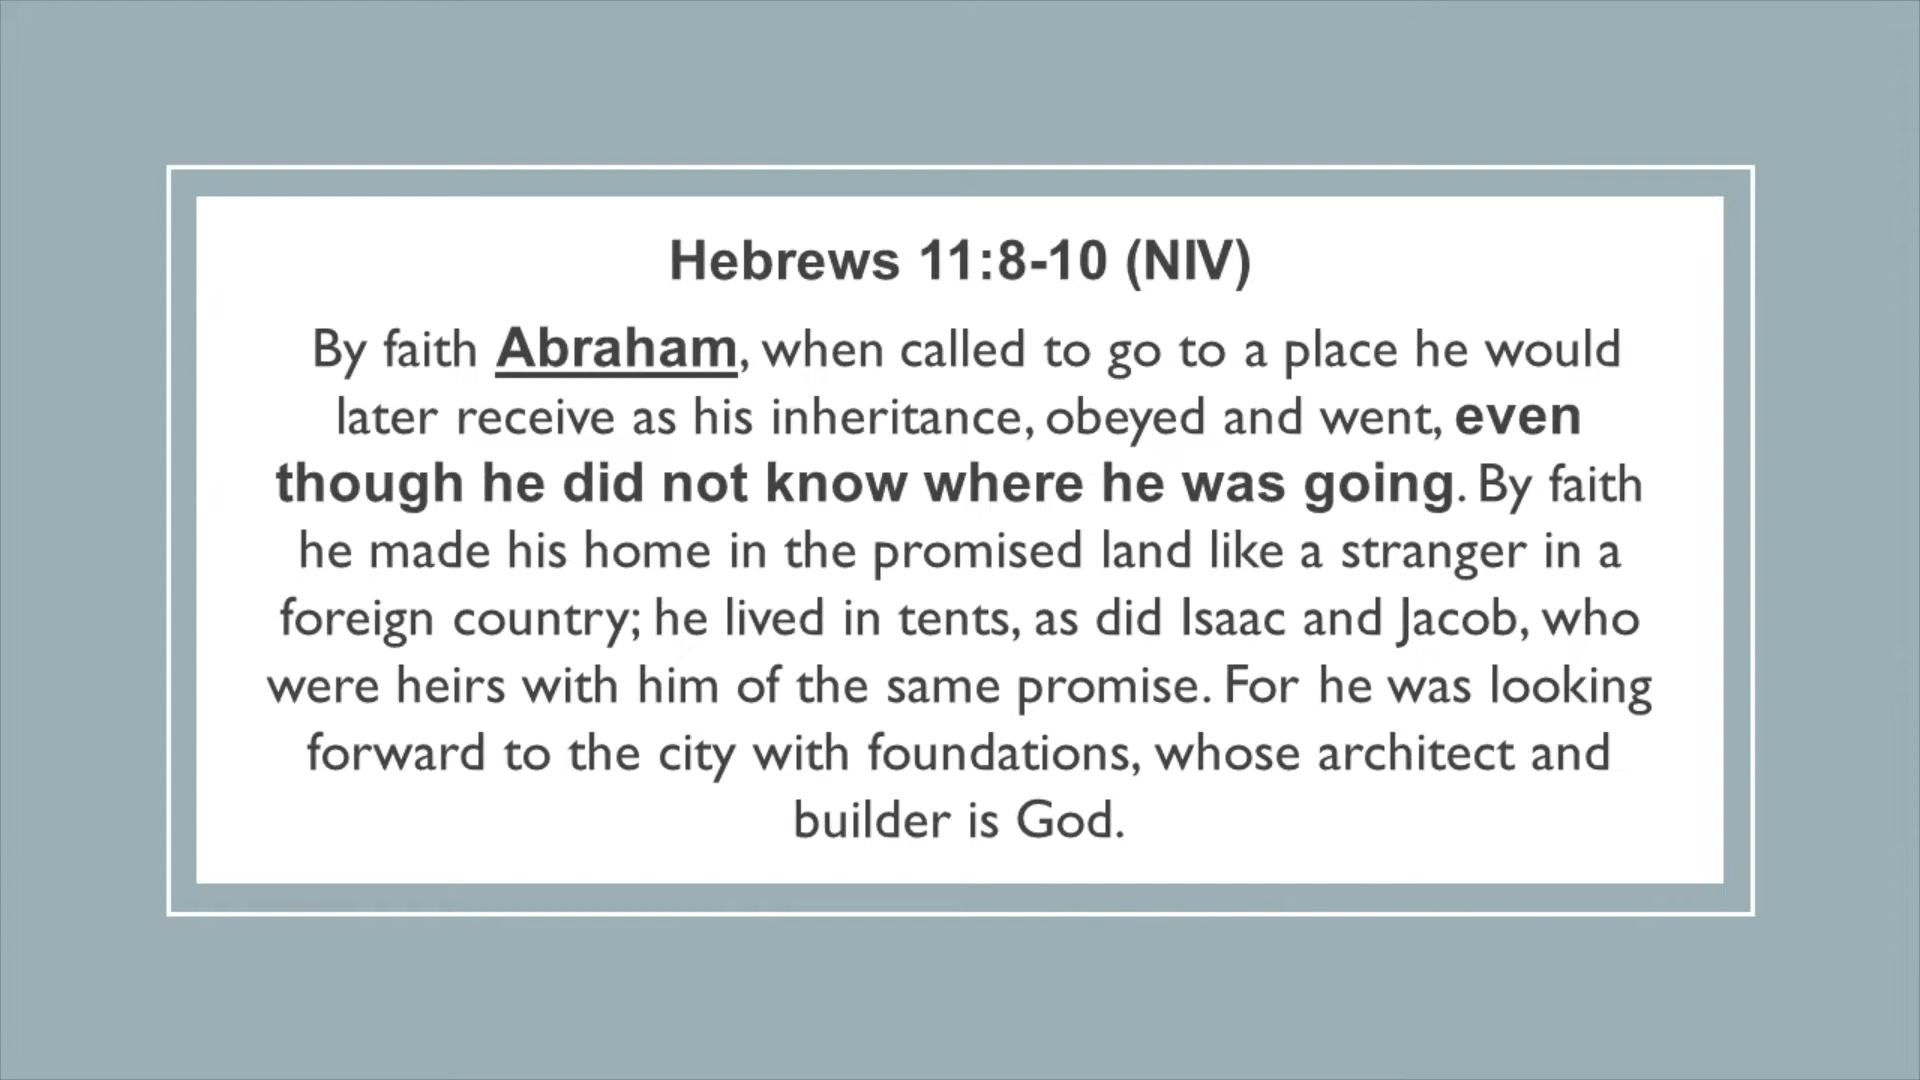 Hebrews 11:8-10 (NIV)
By faith Abraham, when called to go to a place he would
later receive as his inheritance, obeyed and went, even
though he did not know where he was going. By faith
he made his home in the promised land like a stranger in a
foreign country; he lived in tents, as did Isaac and Jacob, who
were heirs with him of the same promise. For he was looking
forward to the city with foundations, whose architect and
builder is God.